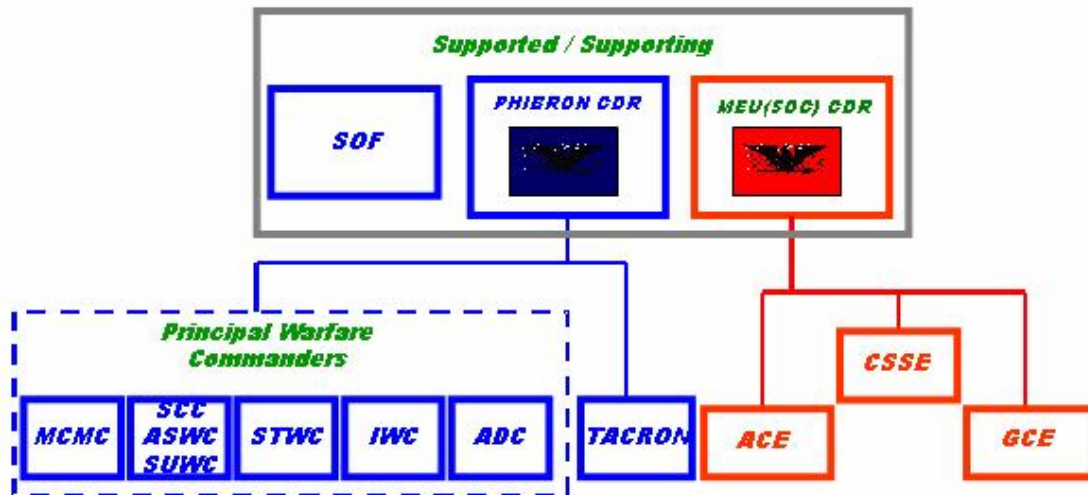 Supported / Supporting
SOF
PHIBRON CDR
MEU(SOC) CDR
Principal Warfare
Commanders
MCMC
SCC
ASWC
SUWC
STWC
IWC
ADC
TACRON
ACE
CSSE
GCE